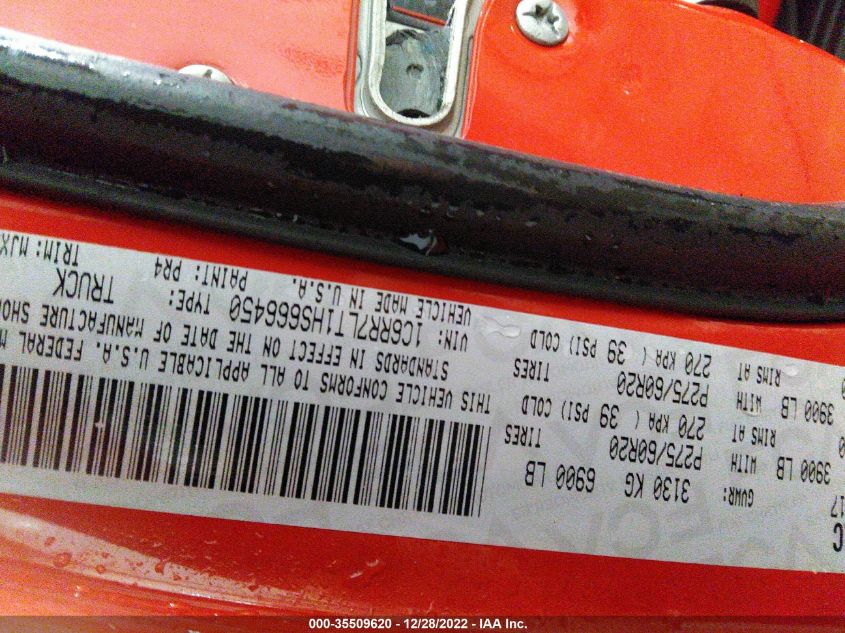 C
17
GVWR: 3130 KG 6900 LB
3900 LB WITH P275/60R20 TIRES
RIMS AT 270 KPA ( 39 PSI) COLD
3900 LB WITH P275/60R20 TIRES
RIMS AT 270 KPA ( 39 PSI) COLD
THIS VEHICLE CONFORMS TO ALL APPLICABLE U.S.A. FEDERAL M
STANDARDS IN EFFECT ON THE DATE OF MANUFACTURE SHO
VIN: 1C6RR7LT1HS666450 TYPE: TRUCK
VEHICLE MADE IN U.S.A. PAINT: PR4 TRIM: MJX
000-35509620 - 12/28/2022 - IAA Inc.